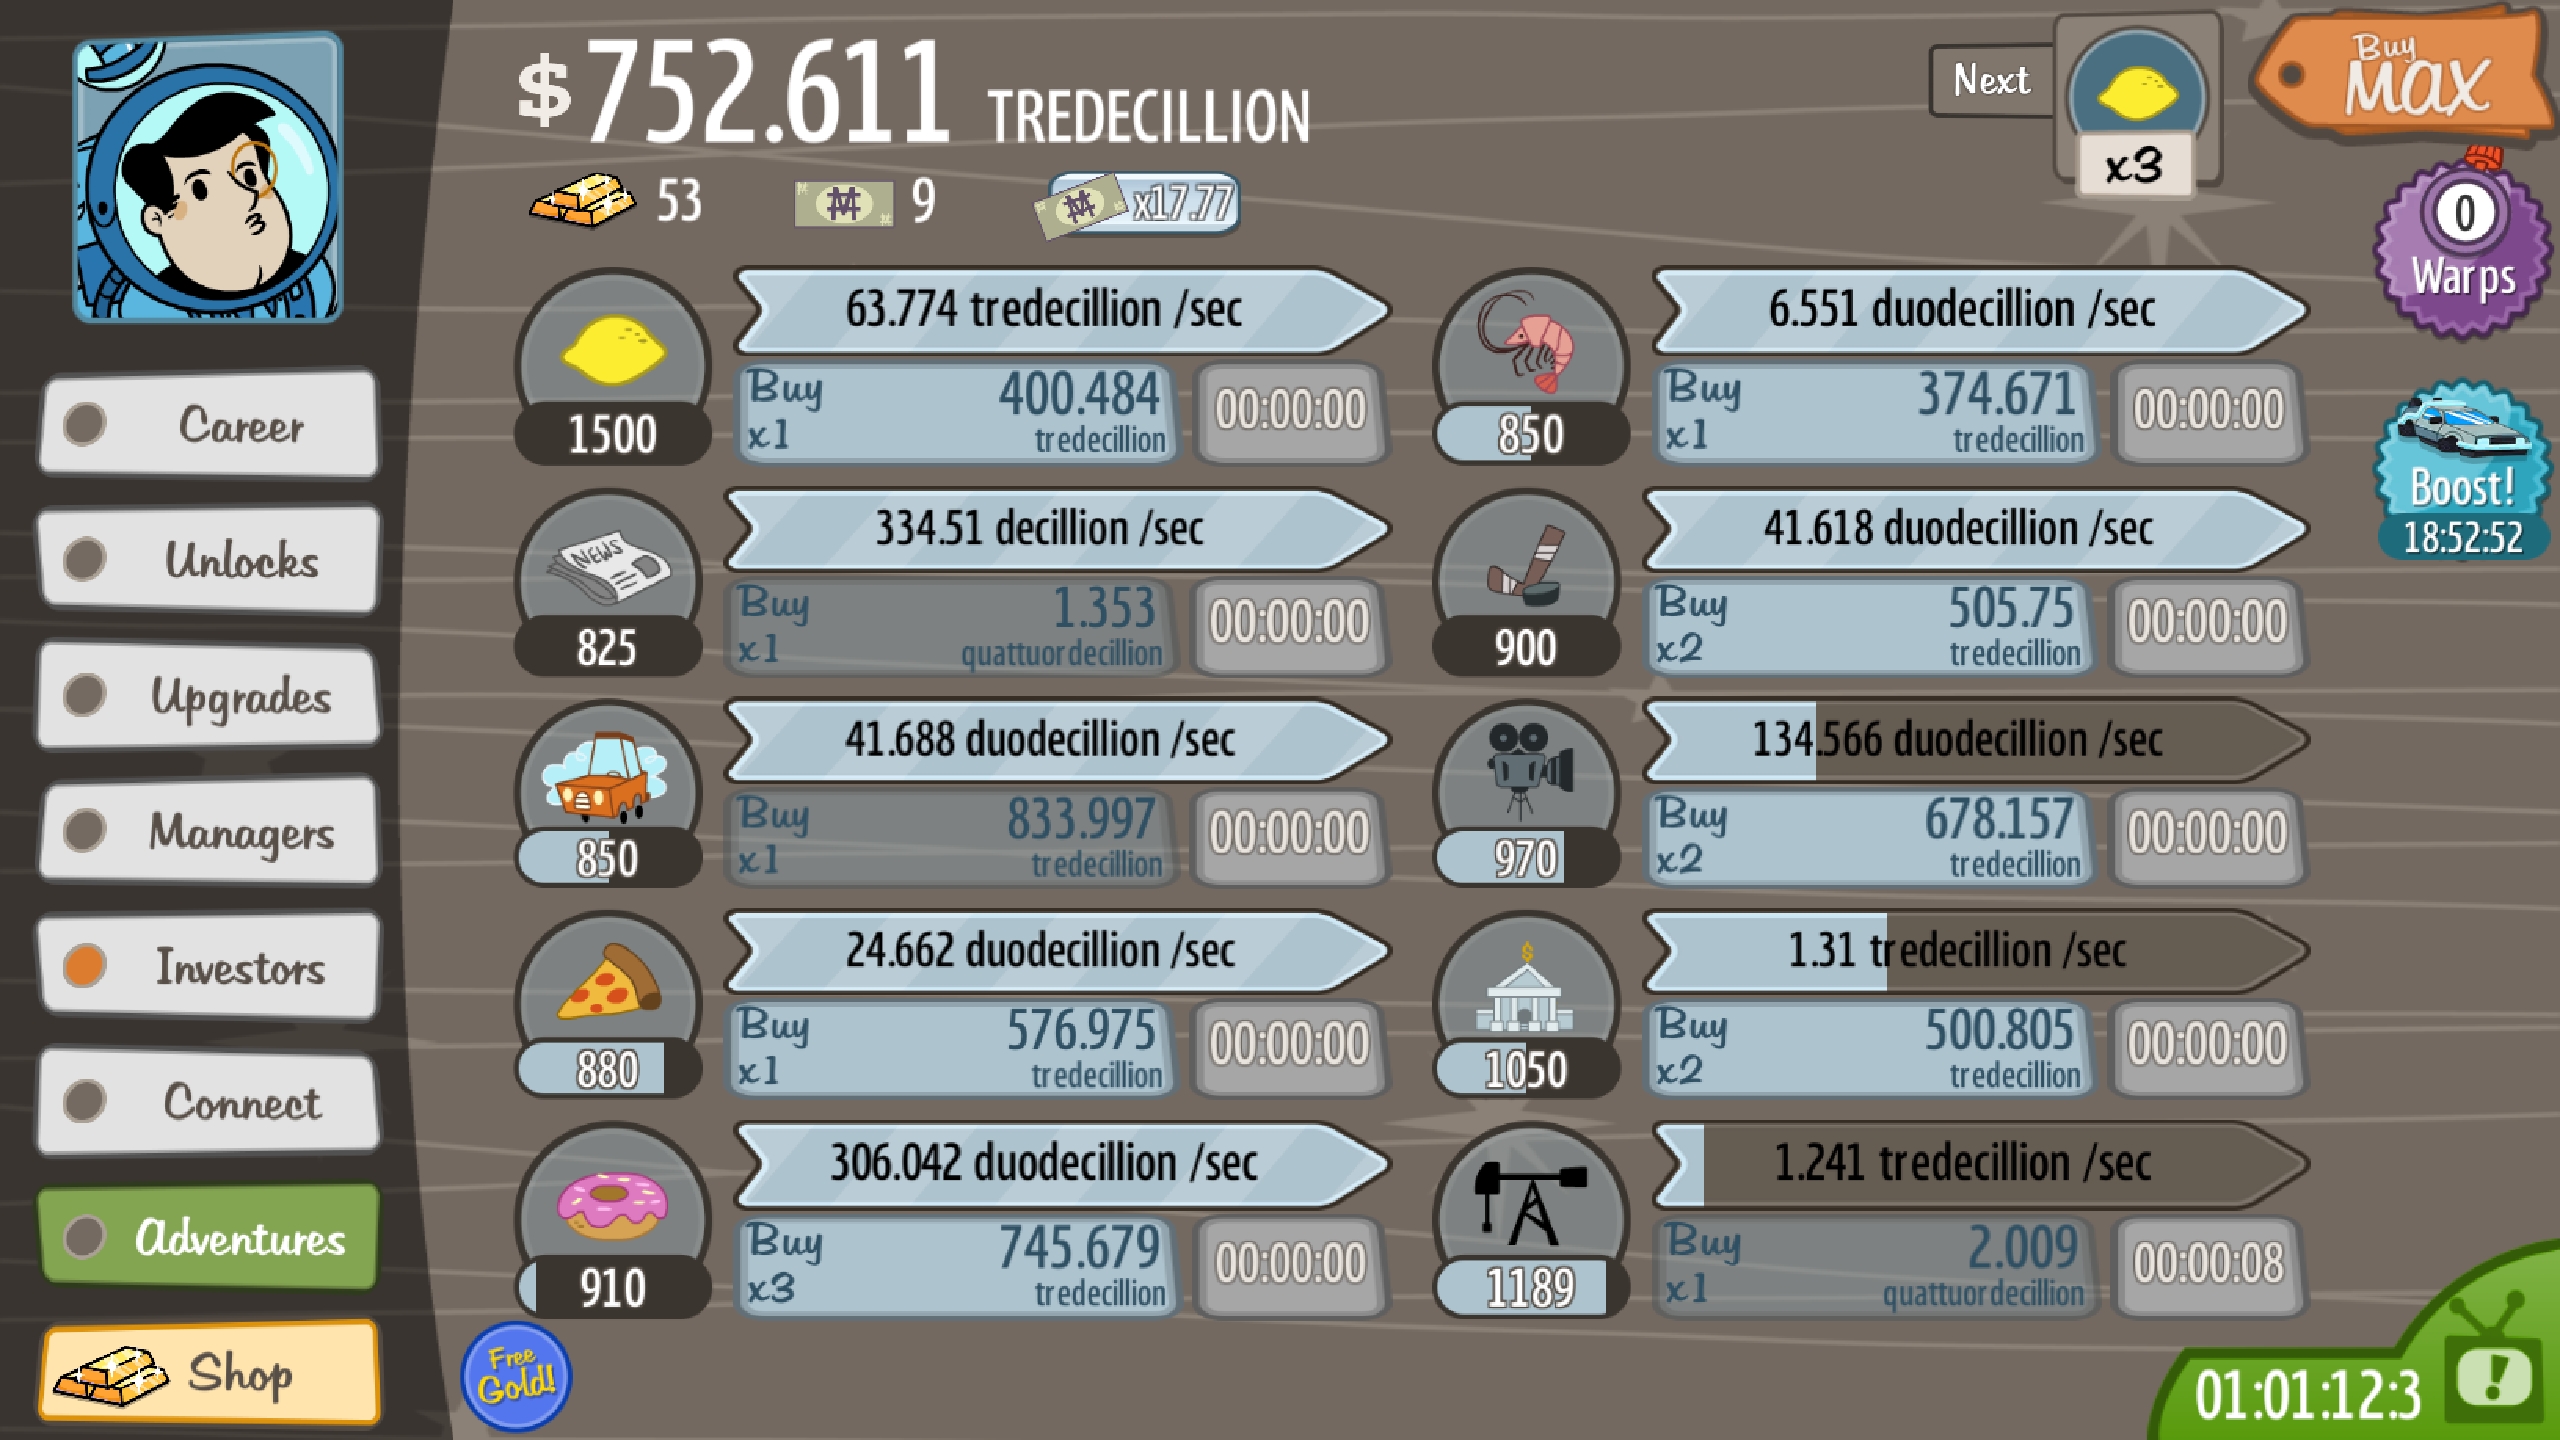 $752.611 TREDECILLION
Next
x3
Buy
MAX
53
9
x17.77
0
Warps
Boost!
18:52:52
Career
Unlocks
Upgrades
Managers
Investors
Connect
Adventures
Shop
63.774 tredecillion /sec
1500
Buy 400.484
x1 tredecillion
00:00:00
6.551 duodecillion /sec
850
Buy 374.671
x1 tredecillion
00:00:00
NEWS
334.51 decillion /sec
825
Buy 1.353
x1 quattuordecillion
00:00:00
41.618 duodecillion /sec
900
Buy 505.75
x2 tredecillion
00:00:00
41.688 duodecillion /sec
850
Buy 833.997
x1 tredecillion
00:00:00
134.566 duodecillion /sec
970
Buy 678.157
x2 tredecillion
00:00:00
24.662 duodecillion /sec
880
Buy 576.975
x1 tredecillion
00:00:00
$
1.31 tredecillion /sec
1050
Buy 500.805
x2 tredecillion
00:00:00
306.042 duodecillion /sec
910
Buy 745.679
x3 tredecillion
00:00:00
1.241 tredecillion /sec
1189
Buy 2.009
x1 quattuordecillion
00:00:08
Free
Gold!
01:01:12:3
!